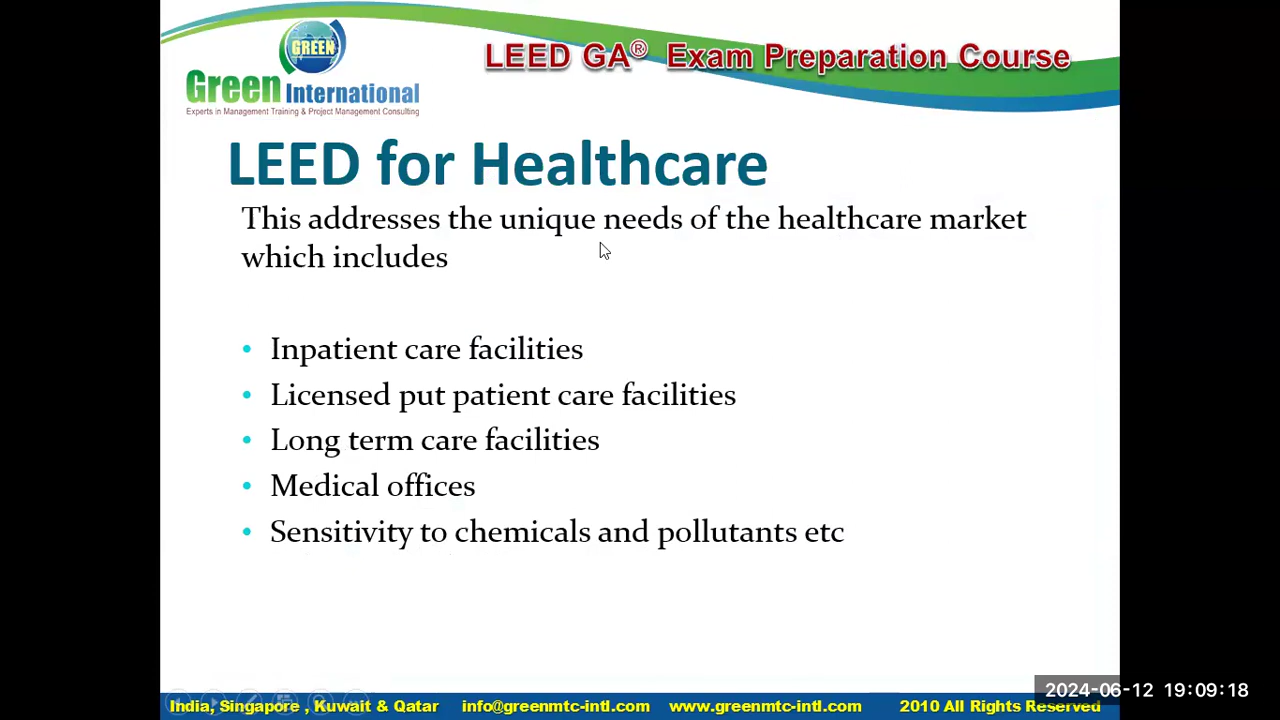 GREEN
Green International
Experts in Management Training & Project Management Consulting
LEED GA® Exam Preparation Course
LEED for Healthcare
This addresses the unique needs of the healthcare market
which includes
• Inpatient care facilities
• Licensed put patient care facilities
• Long term care facilities
• Medical offices
• Sensitivity to chemicals and pollutants etc
2024-06-12 19:09:18
India, Singapore , Kuwait & Qatar info@greenmtc-intl.com www.greenmtc-intl.com 2010 All Rights Reserved